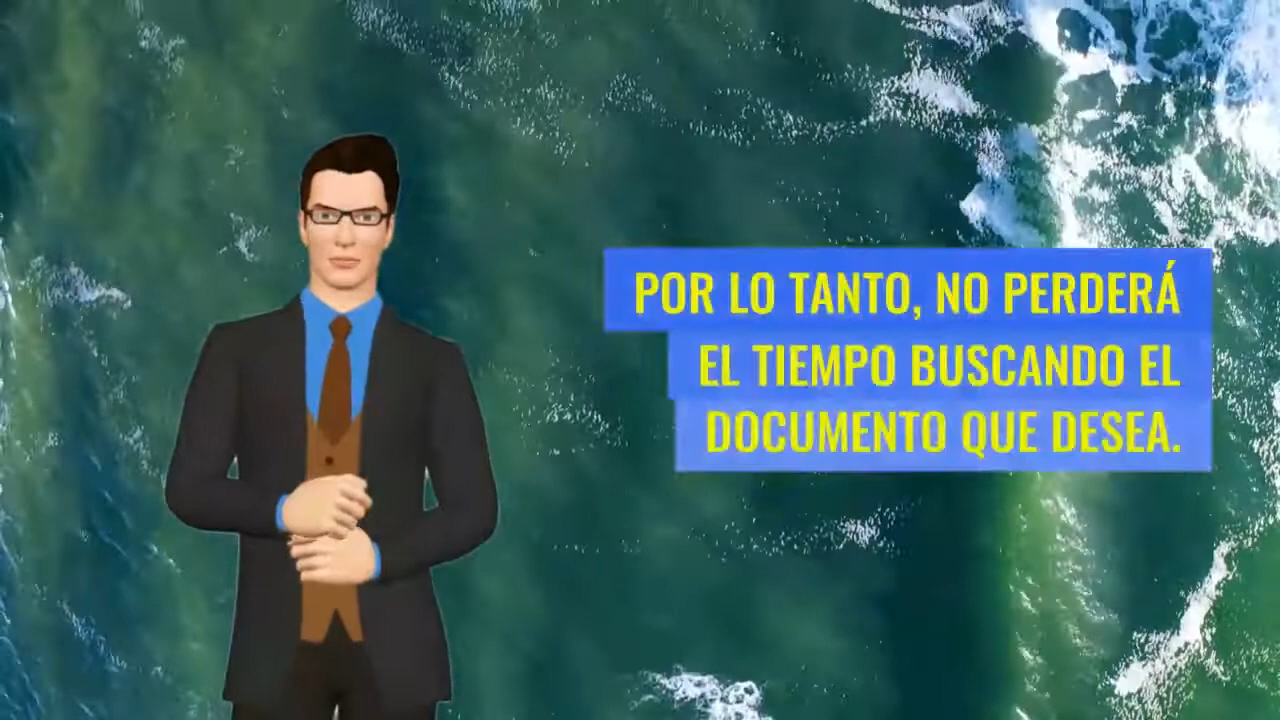 POR LO TANTO, NO PERDERÁ
EL TIEMPO BUSCANDO EL
DOCUMENTO QUE DESEA.